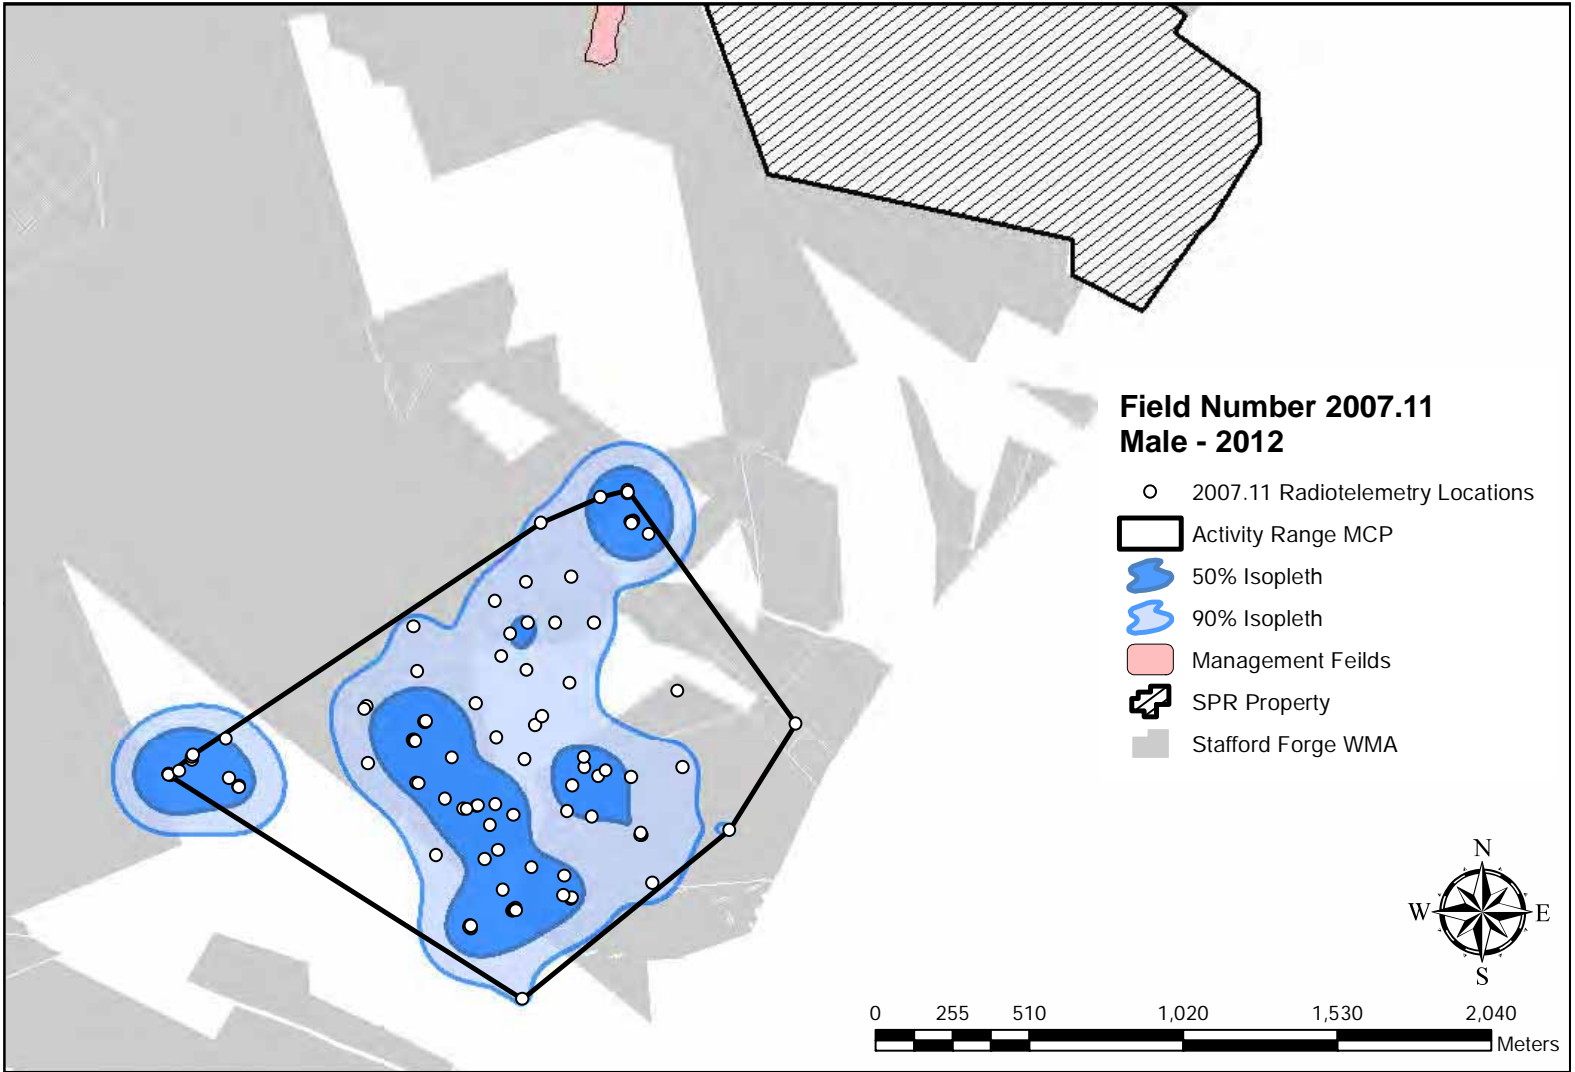 Field Number 2007.11
Male - 2012
2007.11 Radiotelemetry Locations
Activity Range MCP
50% Isopleth
90% Isopleth
Management Feilds
SPR Property
Stafford Forge WMA
N
W E
S
0 255 510 1,020 1,530 2,040
Meters